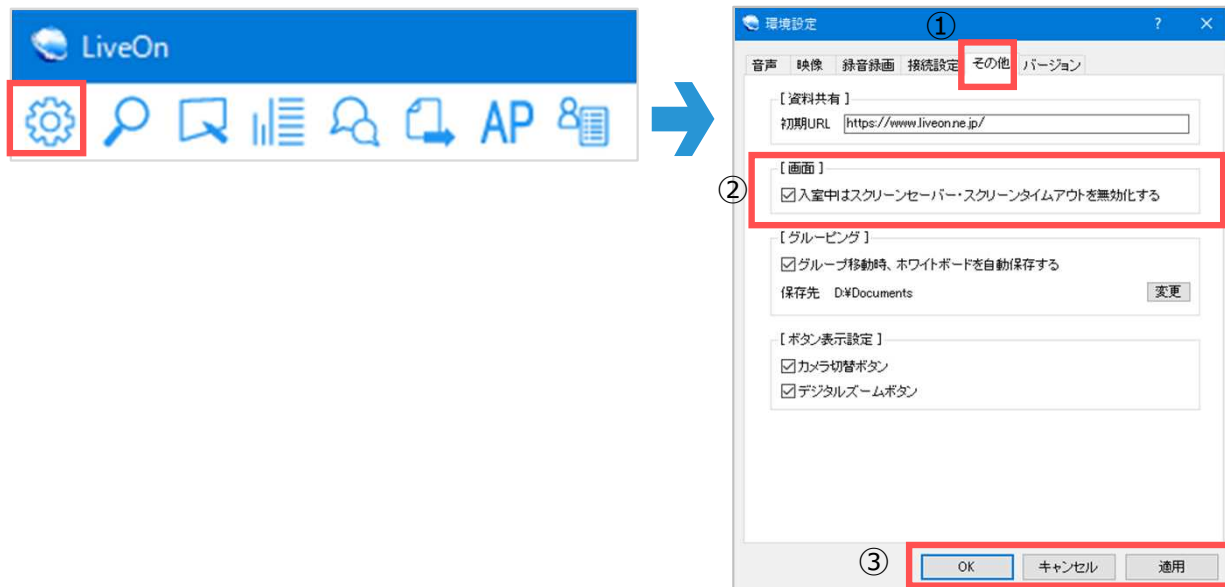 LiveOn
AP
①
環境設定 ? ×
音声 映像 録音録画 接続設定 その他 バージョン
[ 資料共有 ]
初期URL https://www.liveon.ne.jp/
②
[ 画面 ]
☑入室中はスクリーンセーバー・スクリーンタイムアウトを無効化する
[ グルーピング ]
☑グループ移動時、ホワイトボードを自動保存する
保存先 D:¥Documents 変更
[ ボタン表示設定 ]
☑カメラ切替ボタン
☑デジタルズームボタン
③
OK キャンセル 適用